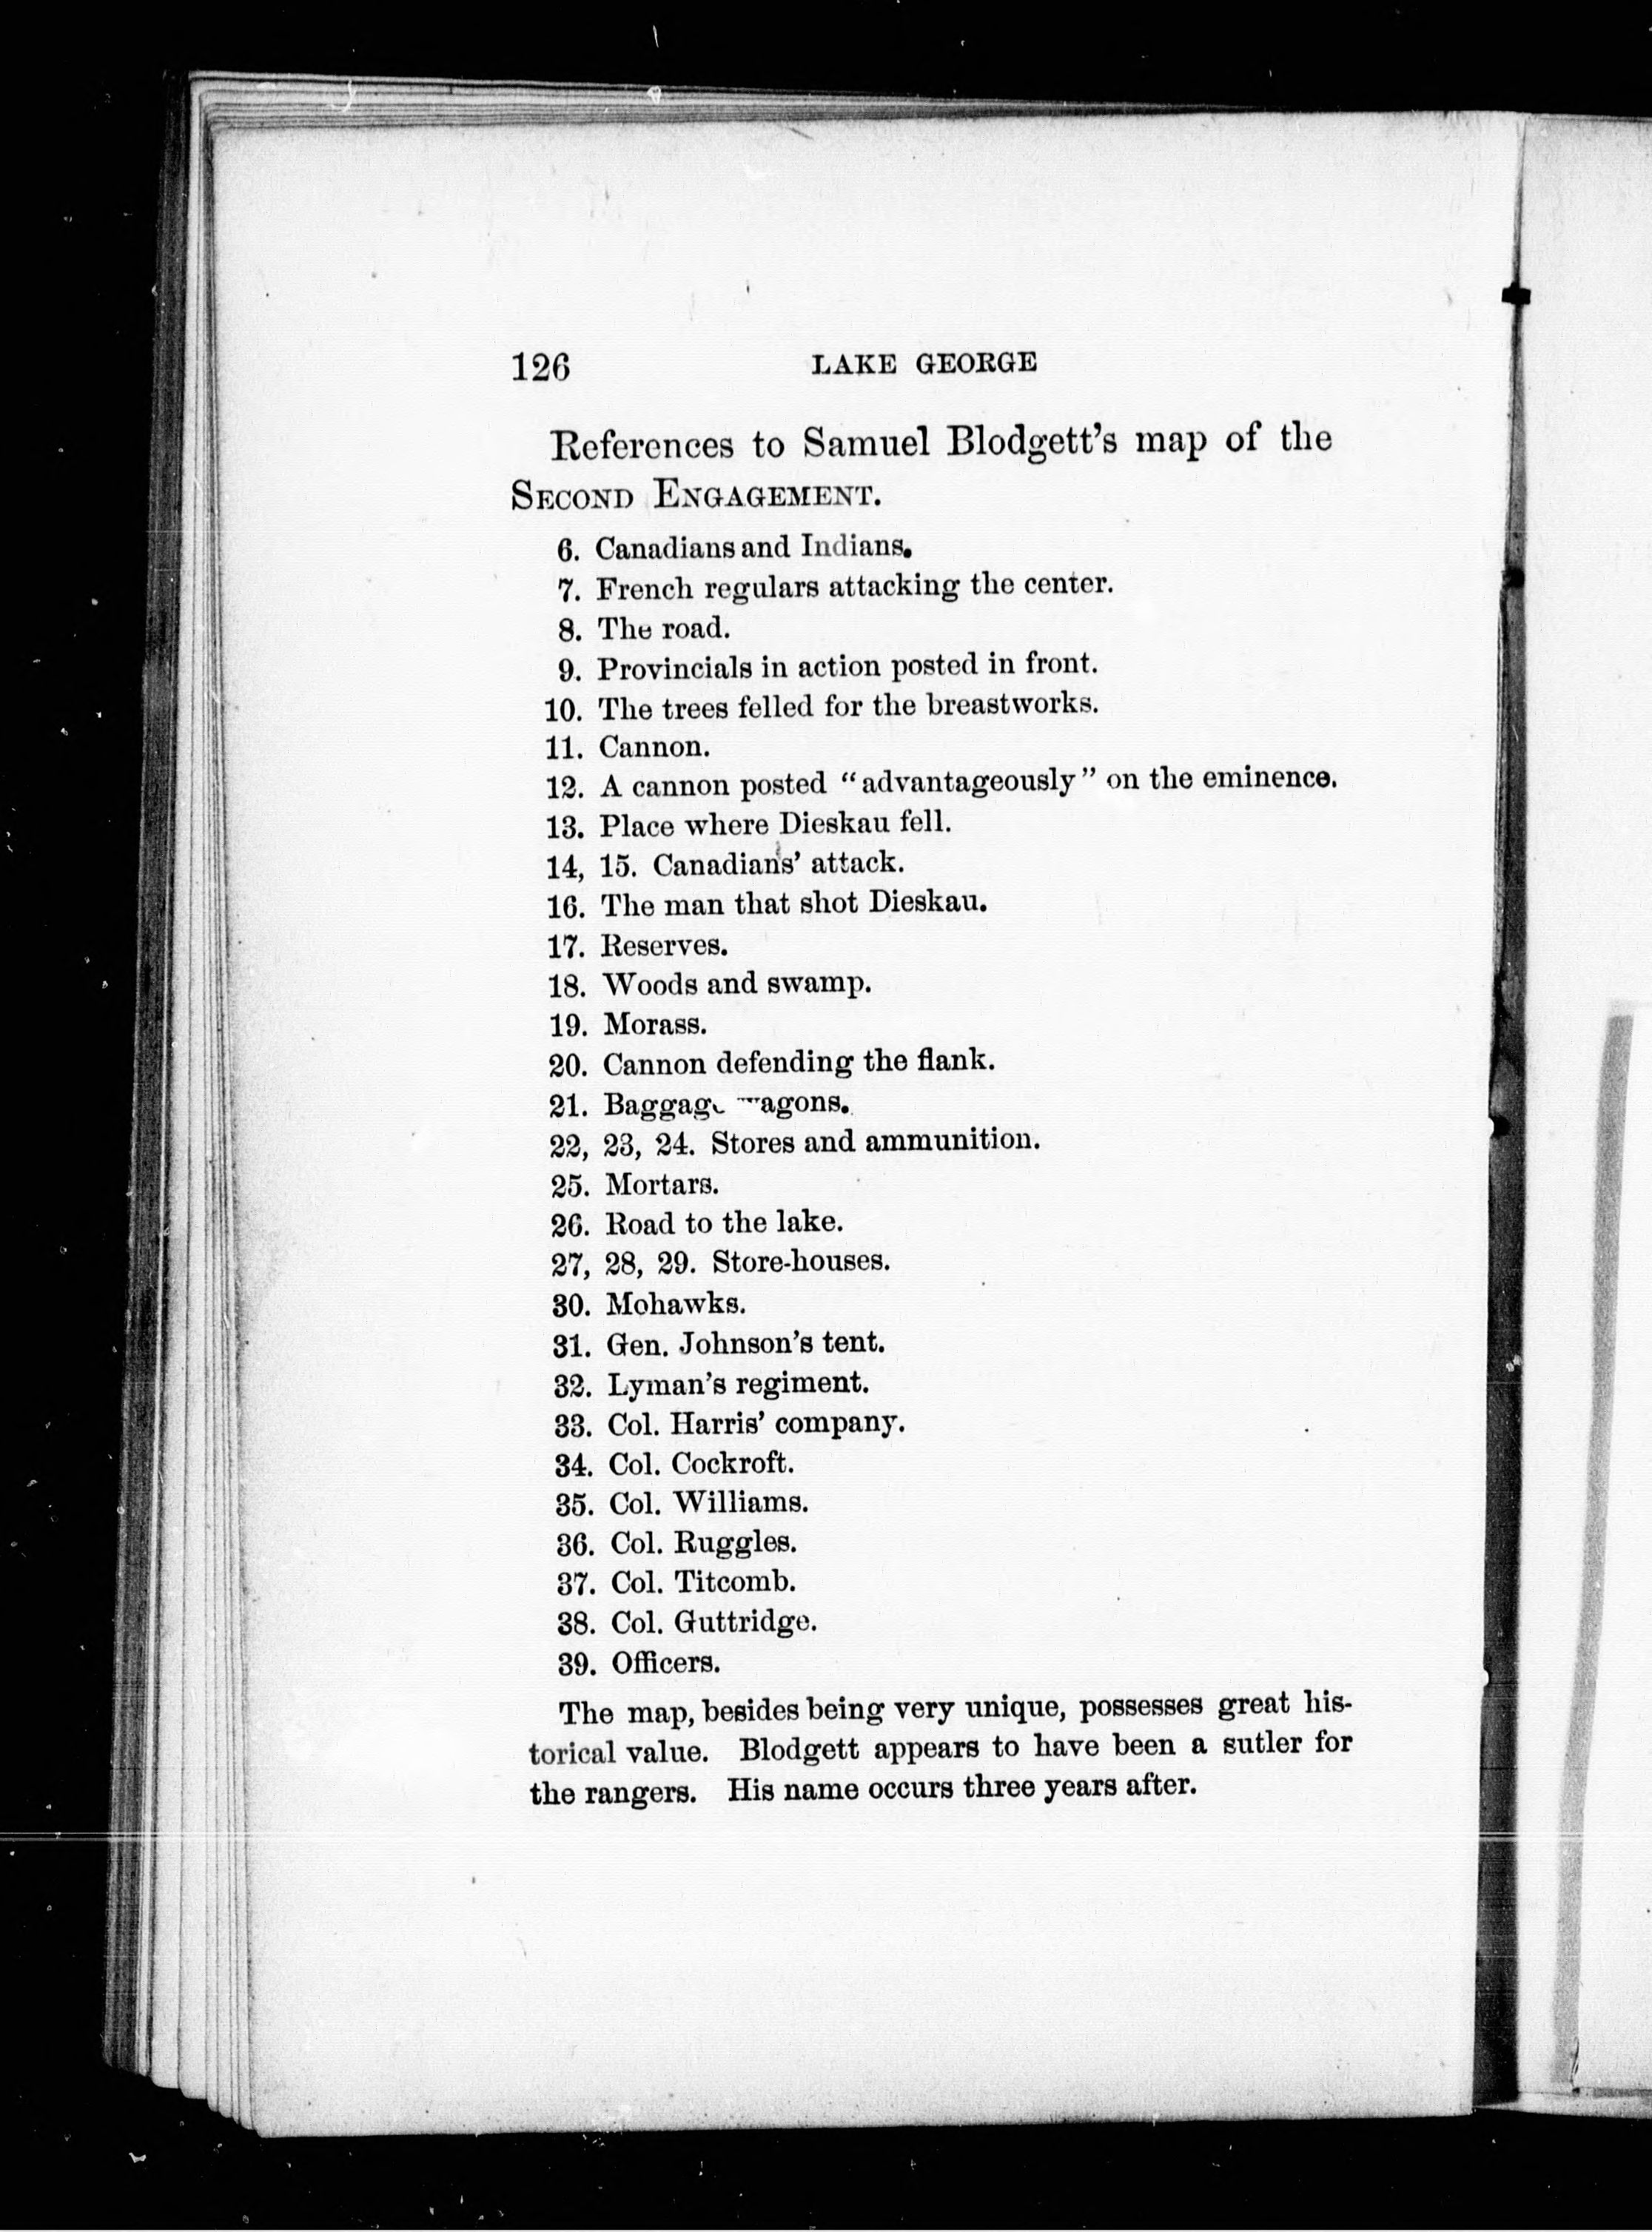 126 LAKE GEORGE
References to Samuel Blodgett’s map of the
SECOND ENGAGEMENT.
6. Canadians and Indians.
7. French regulars attacking the center.
8. The road.
9. Provincials in action posted in front.
10. The trees felled for the breastworks.
11. Cannon.
12. A cannon posted “advantageously” on the eminence.
13. Place where Dieskau fell.
14, 15. Canadians’ attack.
16. The man that shot Dieskau.
17. Reserves.
18. Woods and swamp.
19. Morass.
20. Cannon defending the flank.
21. Baggage wagons.
22, 23, 24. Stores and ammunition.
25. Mortars.
26. Road to the lake.
27, 28, 29. Store-houses.
30. Mohawks.
31. Gen. Johnson’s tent.
32. Lyman’s regiment.
33. Col. Harris’ company.
34. Col. Cockroft.
35. Col. Williams.
36. Col. Ruggles.
37. Col. Titcomb.
38. Col. Guttridge.
39. Officers.
The map, besides being very unique, possesses great his-
torical value. Blodgett appears to have been a sutler for
the rangers. His name occurs three years after.